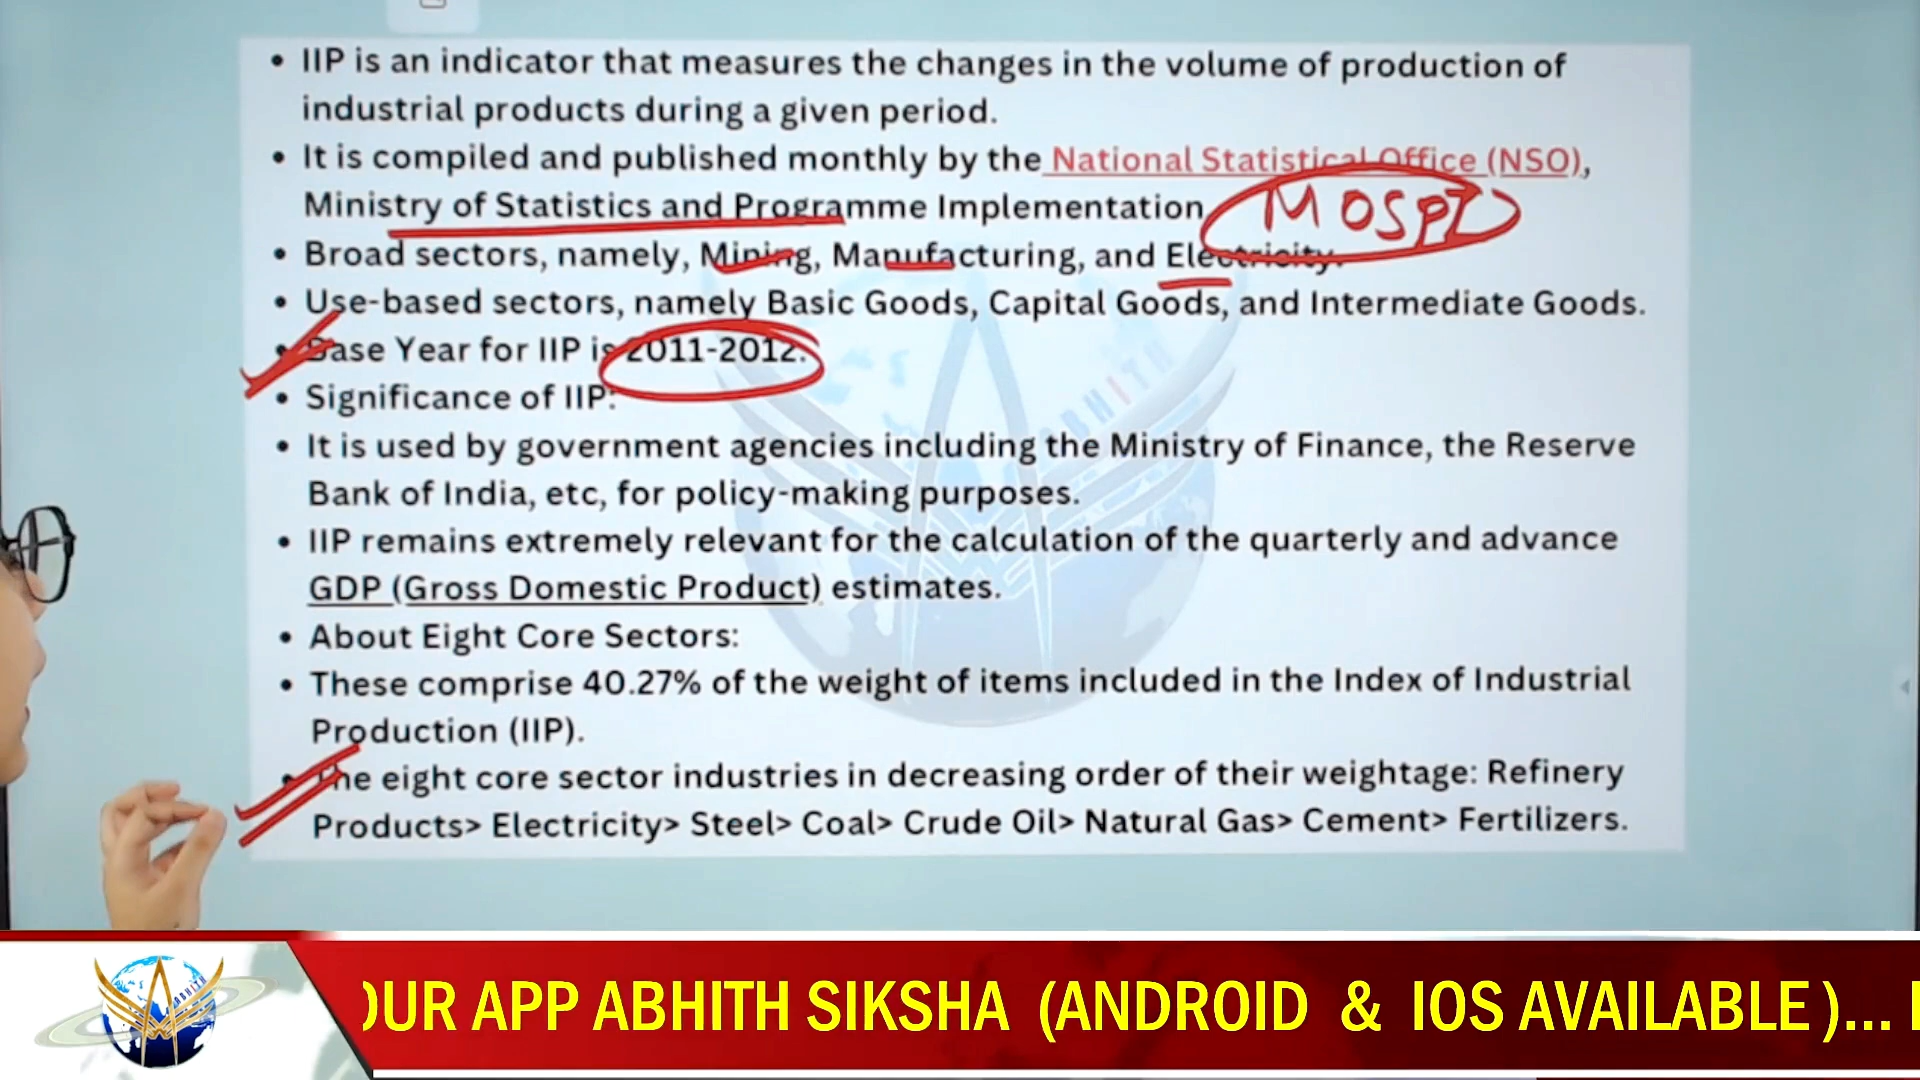 • IIP is an indicator that measures the changes in the volume of production of
industrial products during a given period.
• It is compiled and published monthly by the National Statistical Office (NSO),
Ministry of Statistics and Programme Implementation
MOSPI
• Broad sectors, namely, Mining, Manufacturing, and Electricity.
• Use-based sectors, namely Basic Goods, Capital Goods, and Intermediate Goods.
• Base Year for IIP is 2011-2012.
• Significance of IIP:
• It is used by government agencies including the Ministry of Finance, the Reserve
Bank of India, etc, for policy-making purposes.
• IIP remains extremely relevant for the calculation of the quarterly and advance
GDP (Gross Domestic Product) estimates.
• About Eight Core Sectors:
• These comprise 40.27% of the weight of items included in the Index of Industrial
Production (IIP).
• The eight core sector industries in decreasing order of their weightage: Refinery
Products> Electricity> Steel> Coal> Crude Oil> Natural Gas> Cement> Fertilizers.
ABHITH
OUR APP ABHITH SIKSHA (ANDROID & IOS AVAILABLE)...
ABHITH